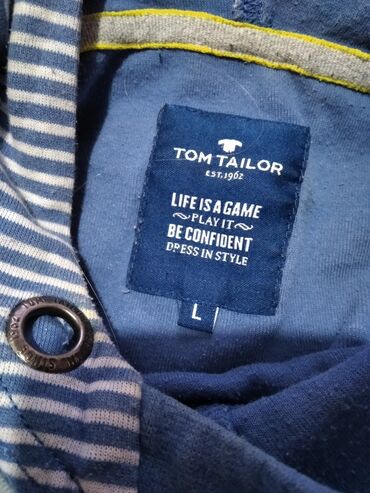 TOM TAILOR
EST. 1962
LIFE IS A GAME
PLAY IT
BE CONFIDENT
DRESS IN STYLE
L